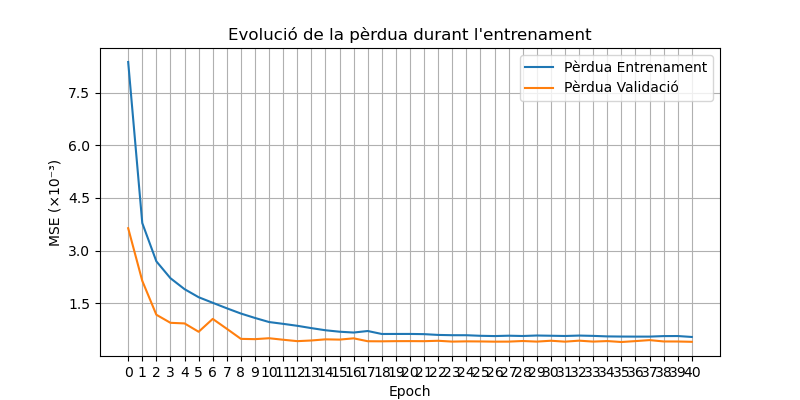 Evolució de la pèrdua durant l'entrenament
Pèrdua Entrenament
Pèrdua Validació
MSE (×10⁻³)
7.5
6.0
4.5
3.0
1.5
0 1 2 3 4 5 6 7 8 9 10 11 12 13 14 15 16 17 18 19 20 21 22 23 24 25 26 27 28 29 30 31 32 33 34 35 36 37 38 39 40
Epoch